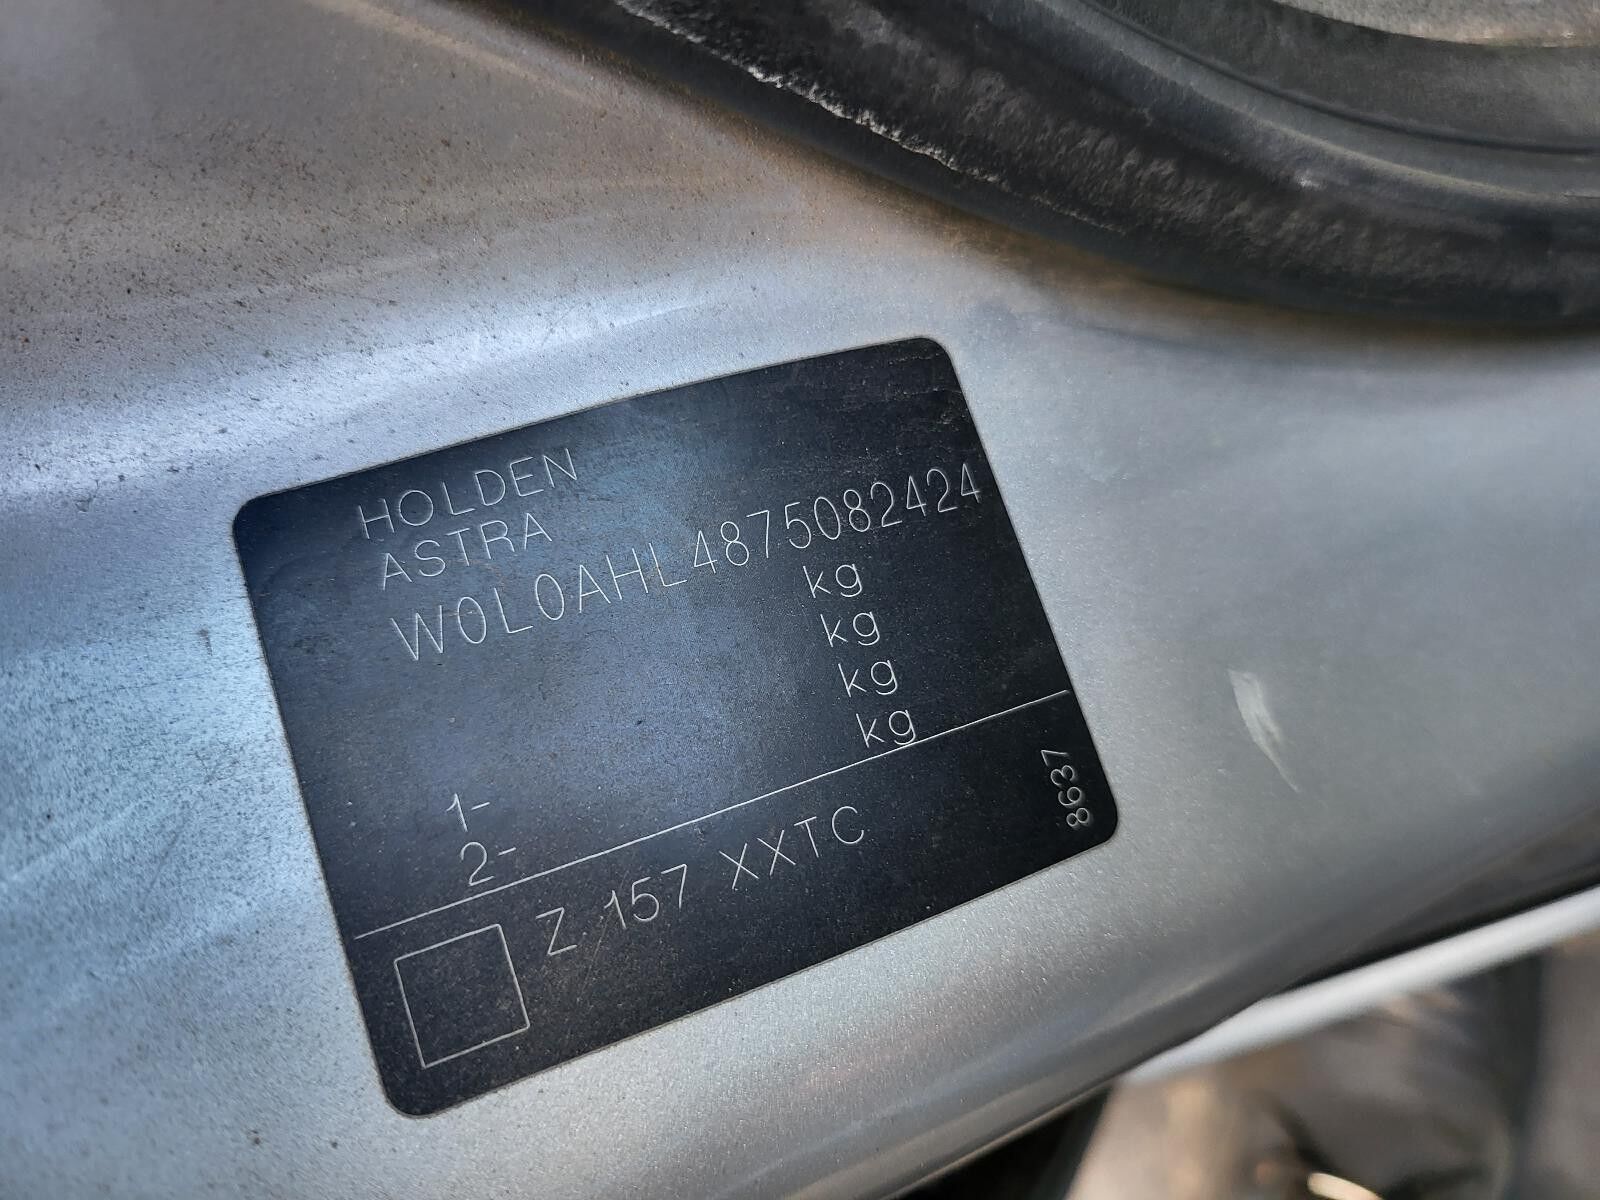 HOLDEN
ASTRA
W0L0AHL4875082424
kg
kg
kg
kg
1-
2-
Z 157 XXTC
8637